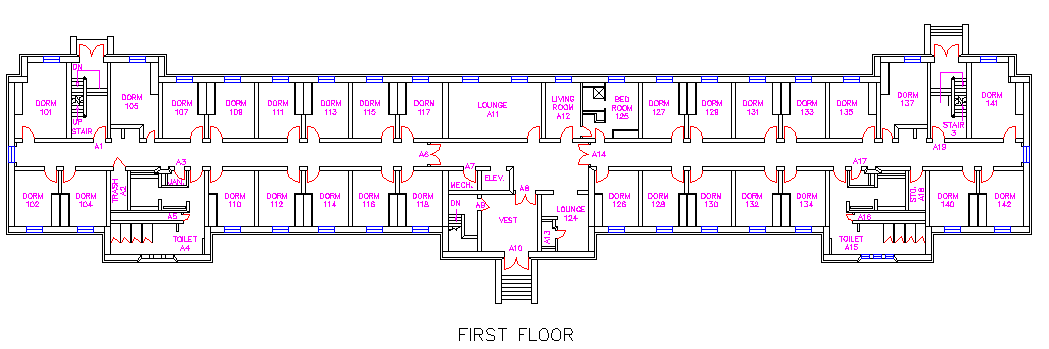 DN
DORM
101
UP
STAIR
DORM
105
DORM
107
DORM
109
DORM
111
DORM
113
DORM
115
DORM
117
LOUNGE
A11
LIVING
ROOM
A12
BED
ROOM
125
DORM
127
DORM
129
DORM
131
DORM
133
DORM
135
DORM
137
STAIR
3
DORM
141
A1
A3
A6
A7
A14
A17
A19
DORM
102
DORM
104
TRASH
A2
JAN.
A5
TOILET
A4
DORM
110
DORM
112
DORM
114
DORM
116
DORM
118
MECH.
ELEV.
DN
A9
A8
VEST
A10
LOUNGE
124
A13
DORM
126
DORM
128
DORM
130
DORM
132
DORM
134
STO.
A18
A16
TOILET
A15
DORM
140
DORM
142
FIRST FLOOR